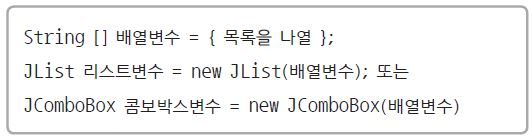 String [] 배열변수 = { 목록을 나열 };
JList 리스트변수 = new JList(배열변수); 또는
JComboBox 콤보박스변수 = new JComboBox(배열변수)